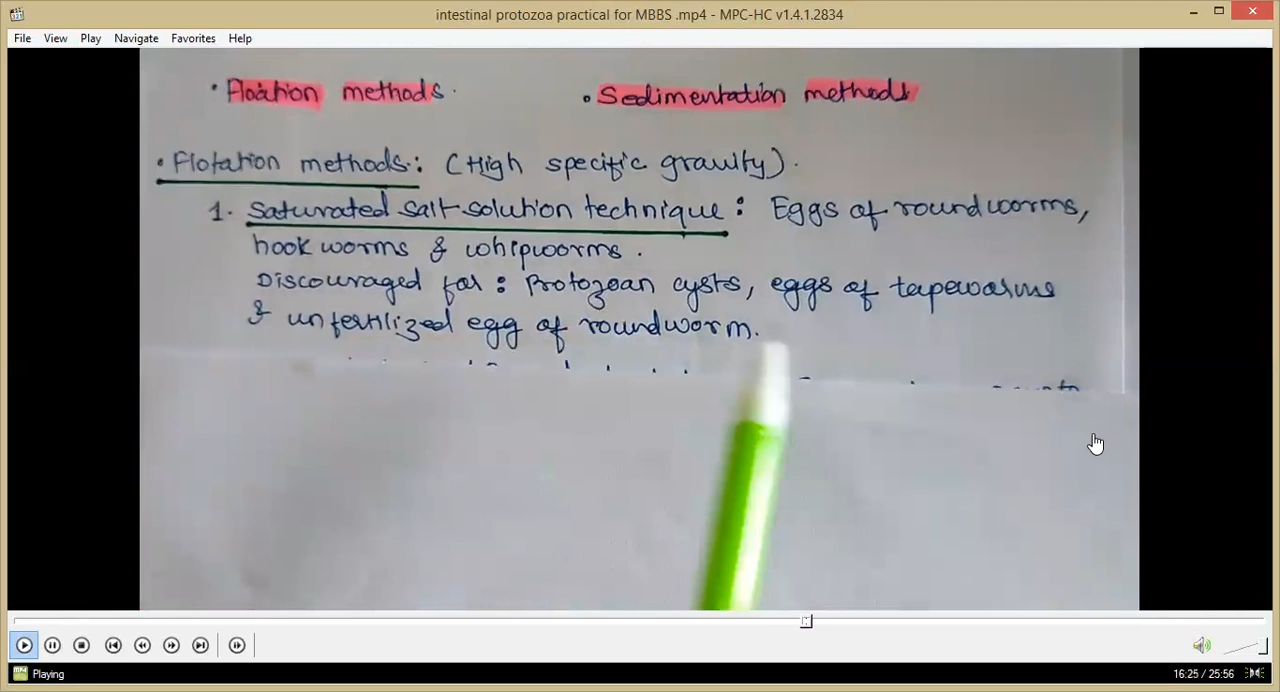 intestinal protozoa practical for MBBS .mp4 - MPC-HC v1.4.1.2834
File View Play Navigate Favorites Help
• Floation methods. • Sedimentation methods
• Flotation methods: (High specific gravity).
1. Saturated salt solution technique: Eggs of roundworms,
hook worms & whipworms.
Discouraged for: Protozoan cysts, eggs of tapeworms
& unfertilized egg of roundworm.
Playing 16:25 / 25:56